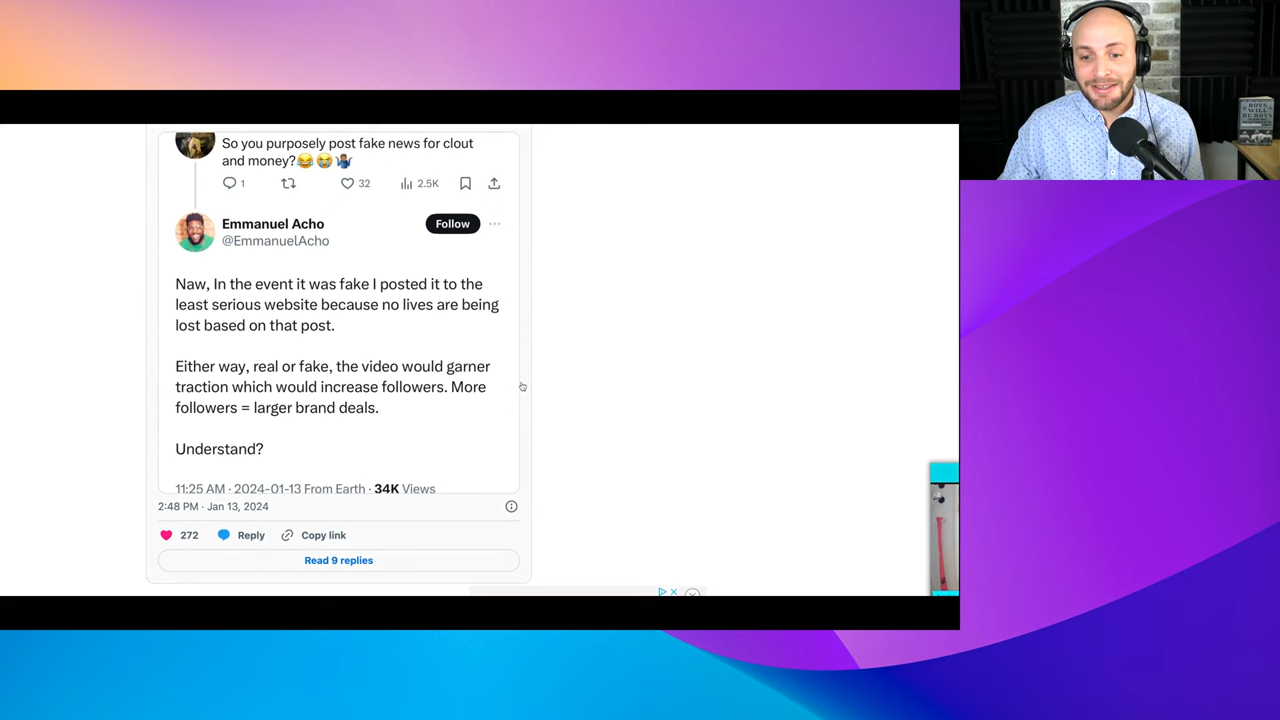 So you purposely post fake news for clout
and money?😂😭🤷🏾‍♂️
1 32 2.5K
Emmanuel Acho
@EmmanuelAcho
Follow
Naw, In the event it was fake I posted it to the
least serious website because no lives are being
lost based on that post.
Either way, real or fake, the video would garner
traction which would increase followers. More
followers = larger brand deals.
Understand?
11:25 AM · 2024-01-13 From Earth · 34K Views
2:48 PM · Jan 13, 2024
272 Reply Copy link
Read 9 replies
BOYS
WILL
BE BOYS